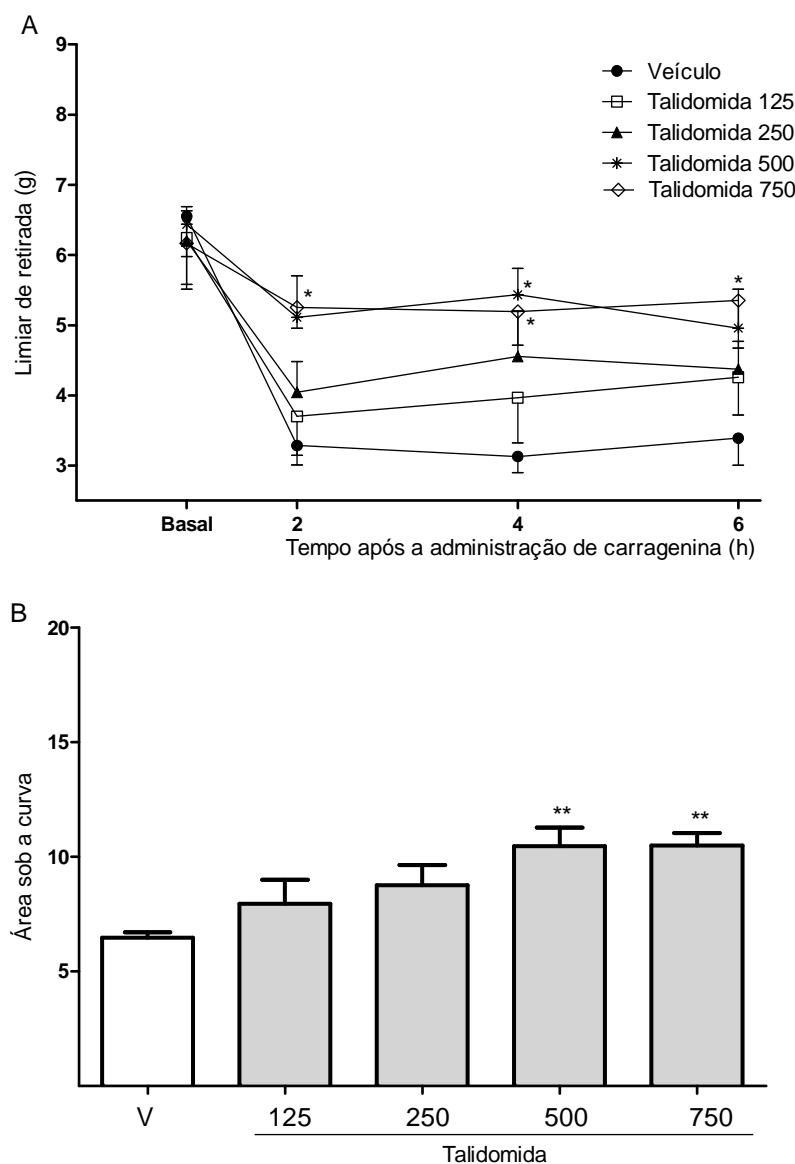 A
9
8
7
6
5
4
3
Limiar de retirada (g)
Veículo
Talidomida 125
Talidomida 250
Talidomida 500
Talidomida 750
*
*
*
*
Basal 2 4 6
Tempo após a administração de carragenina (h)
B
20
15
10
5
Área sob a curva
** **
V 125 250 500 750
Talidomida